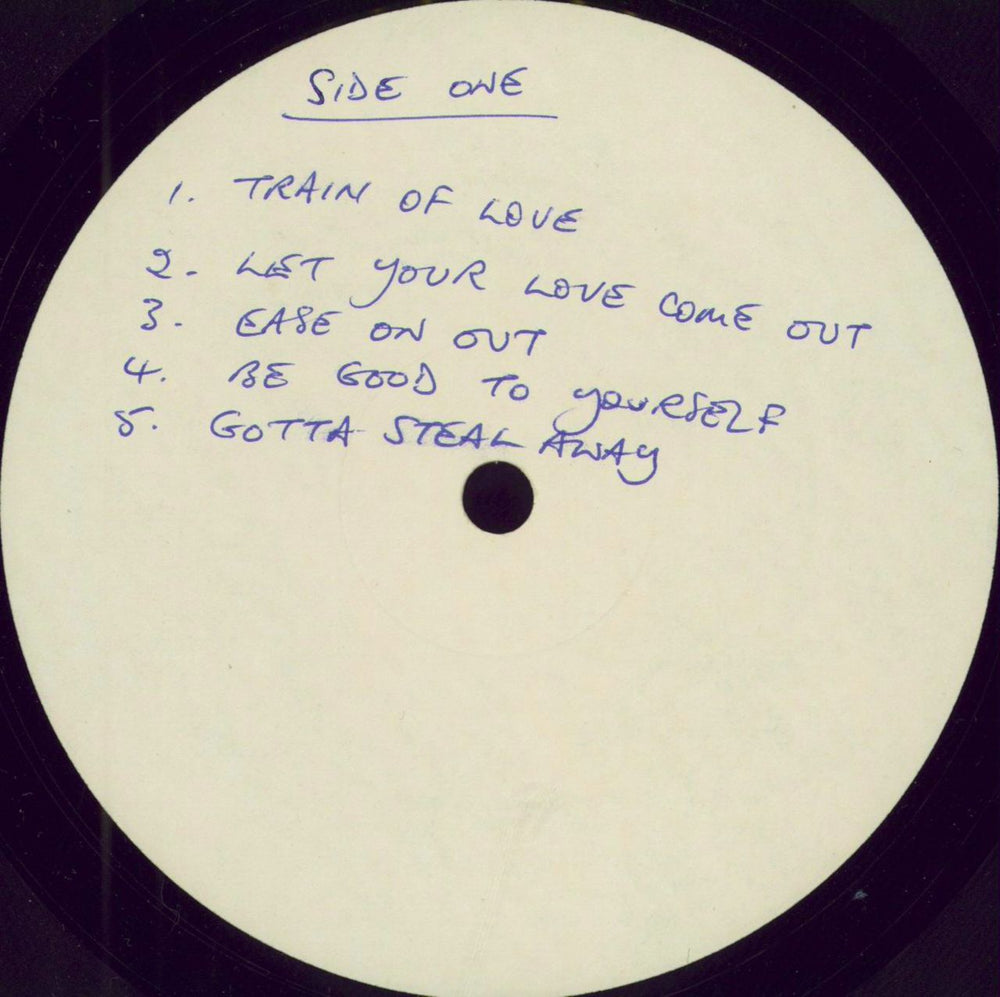 SIDE ONE
1. TRAIN OF LOVE
2. LET YOUR LOVE COME OUT
3. EASE ON OUT
4. BE GOOD TO YOURSELF
5. GOTTA STEAL AWAY